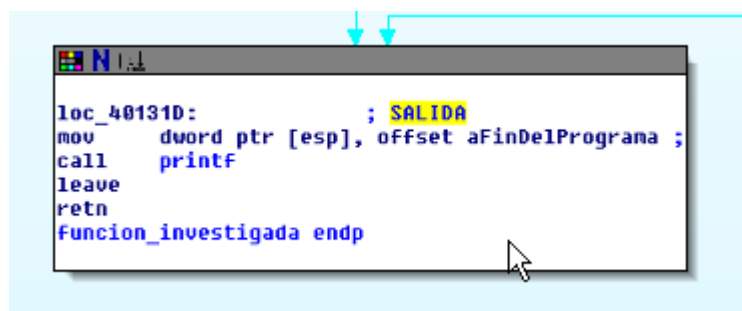 loc_40131D: ; SALIDA
mov dword ptr [esp], offset aFinDelPrograma ;
call printf
leave
retn
funcion_investigada endp